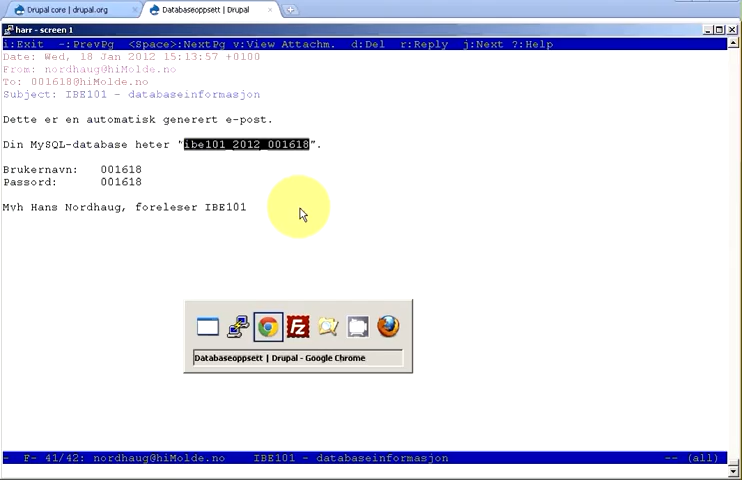 Drupal core | drupal.org
Databaseoppsett | Drupal
harr - screen 1
i:Exit -:PrevPg <Space>:NextPg v:View Attachm. d:Del r:Reply j:Next ?:Help
Date: Wed, 18 Jan 2012 15:13:57 +0100
From: nordhaug@hiMolde.no
To: 001618@hiMolde.no
Subject: IBE101 - databaseinformasjon
Dette er en automatisk generert e-post.
Din MySQL-database heter "ibe101_2012_001618".
Brukernavn: 001618
Passord: 001618
Mvh Hans Nordhaug, foreleser IBE101
Databaseoppsett | Drupal - Google Chrome
- F- 41/42: nordhaug@hiMolde.no IBE101 - databaseinformasjon -- (all)